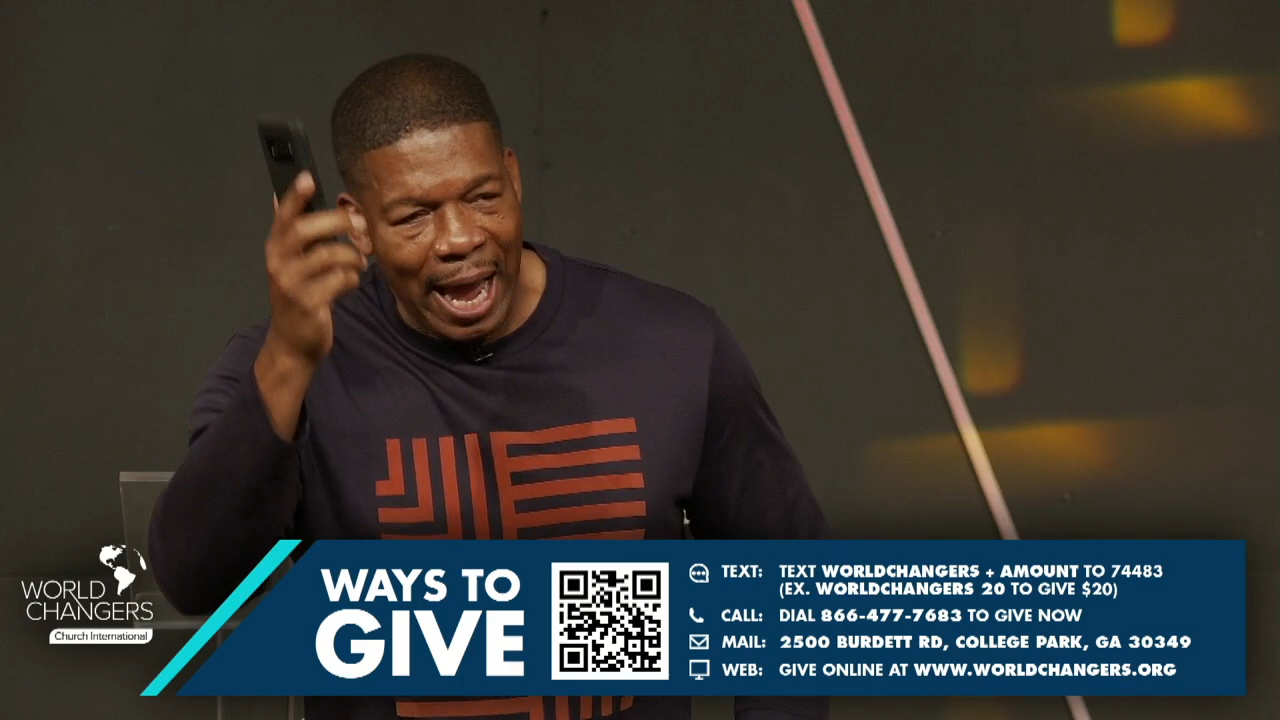 WORLD
CHANGERS
Church International
WAYS TO
GIVE
TEXT: TEXT WORLDCHANGERS + AMOUNT TO 74483
(EX. WORLDCHANGERS 20 TO GIVE $20)
CALL: DIAL 866-477-7683 TO GIVE NOW
MAIL: 2500 BURDETT RD, COLLEGE PARK, GA 30349
WEB: GIVE ONLINE AT WWW.WORLDCHANGERS.ORG